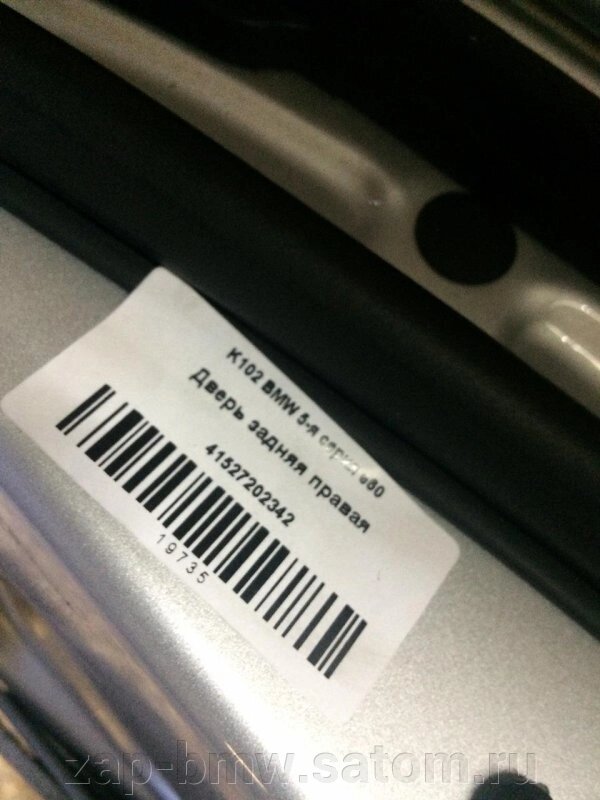 K102 BMW 5-я серия e60
Дверь задняя правая
41527202342
19735
zap-bmw.satom.ru